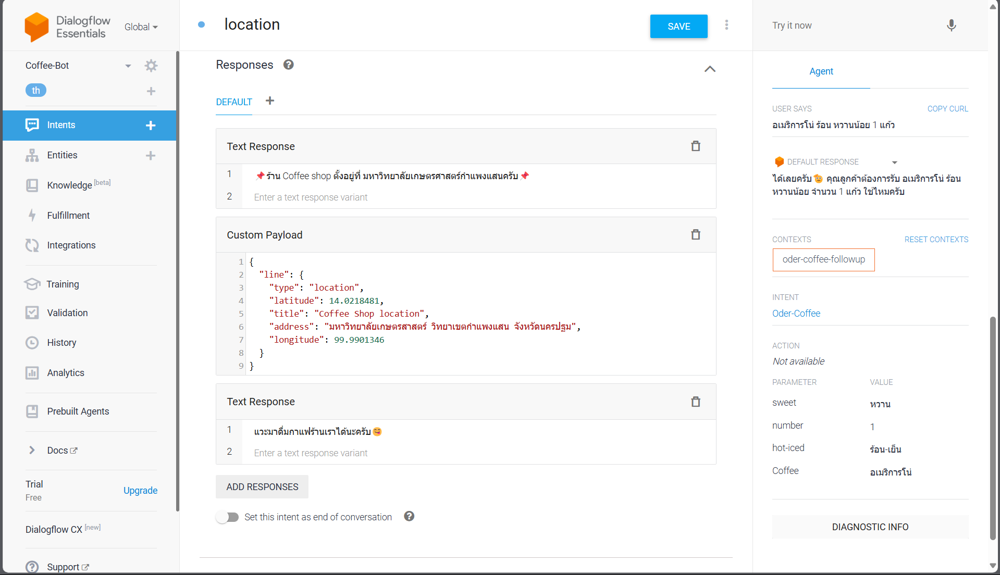 Dialogflow
Essentials
Global
Coffee-Bot
th
Intents
Entities
Knowledge [beta]
Fulfillment
Integrations
Training
Validation
History
Analytics
Prebuilt Agents
Docs
Trial
Free
Upgrade
Dialogflow CX [new]
Support
location
SAVE
Responses
DEFAULT
Text Response
1 📌ร้าน Coffee shop ตั้งอยู่ที่ มหาวิทยาลัยเกษตรศาสตร์กำแพงแสนครับ📌
2 Enter a text response variant
Custom Payload
1 {
2 "line": {
3 "type": "location",
4 "latitude": 14.0218481,
5 "title": "Coffee Shop location",
6 "address": "มหาวิทยาลัยเกษตรสาสตร์ วิทยาเขตกำแพงแสน จังหวัดนครปฐม",
7 "longitude": 99.9901346
8 }
9 }
Text Response
1 แวะมาดื่มกาแฟร้านเราได้นะครับ😋
2 Enter a text response variant
ADD RESPONSES
Set this intent as end of conversation
Try it now
Agent
USER SAYS
COPY CURL
อเมริการโน่ ร้อน หวานน้อย 1 แก้ว
DEFAULT RESPONSE
ได้เลยครับ🫡 คุณลูกค้าต้องการรับ อเมริการโน่ ร้อน
หวานน้อย จำนวน 1 แก้ว ใช่ไหมครับ
CONTEXTS
RESET CONTEXTS
oder-coffee-followup
INTENT
Oder-Coffee
ACTION
Not available
PARAMETER VALUE
sweet หวาน
number 1
hot-iced ร้อน-เย็น
Coffee อเมริการโน่
DIAGNOSTIC INFO